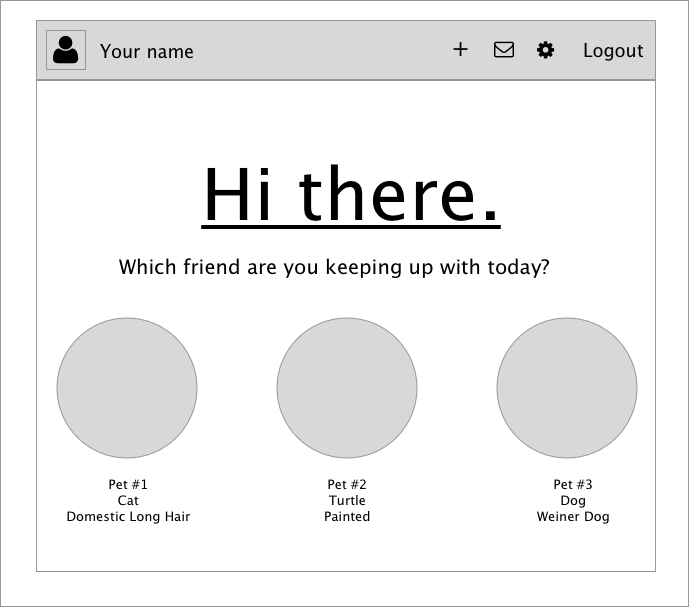 Your name
Logout
Hi there.
Which friend are you keeping up with today?
Pet #1
Cat
Domestic Long Hair
Pet #2
Turtle
Painted
Pet #3
Dog
Weiner Dog